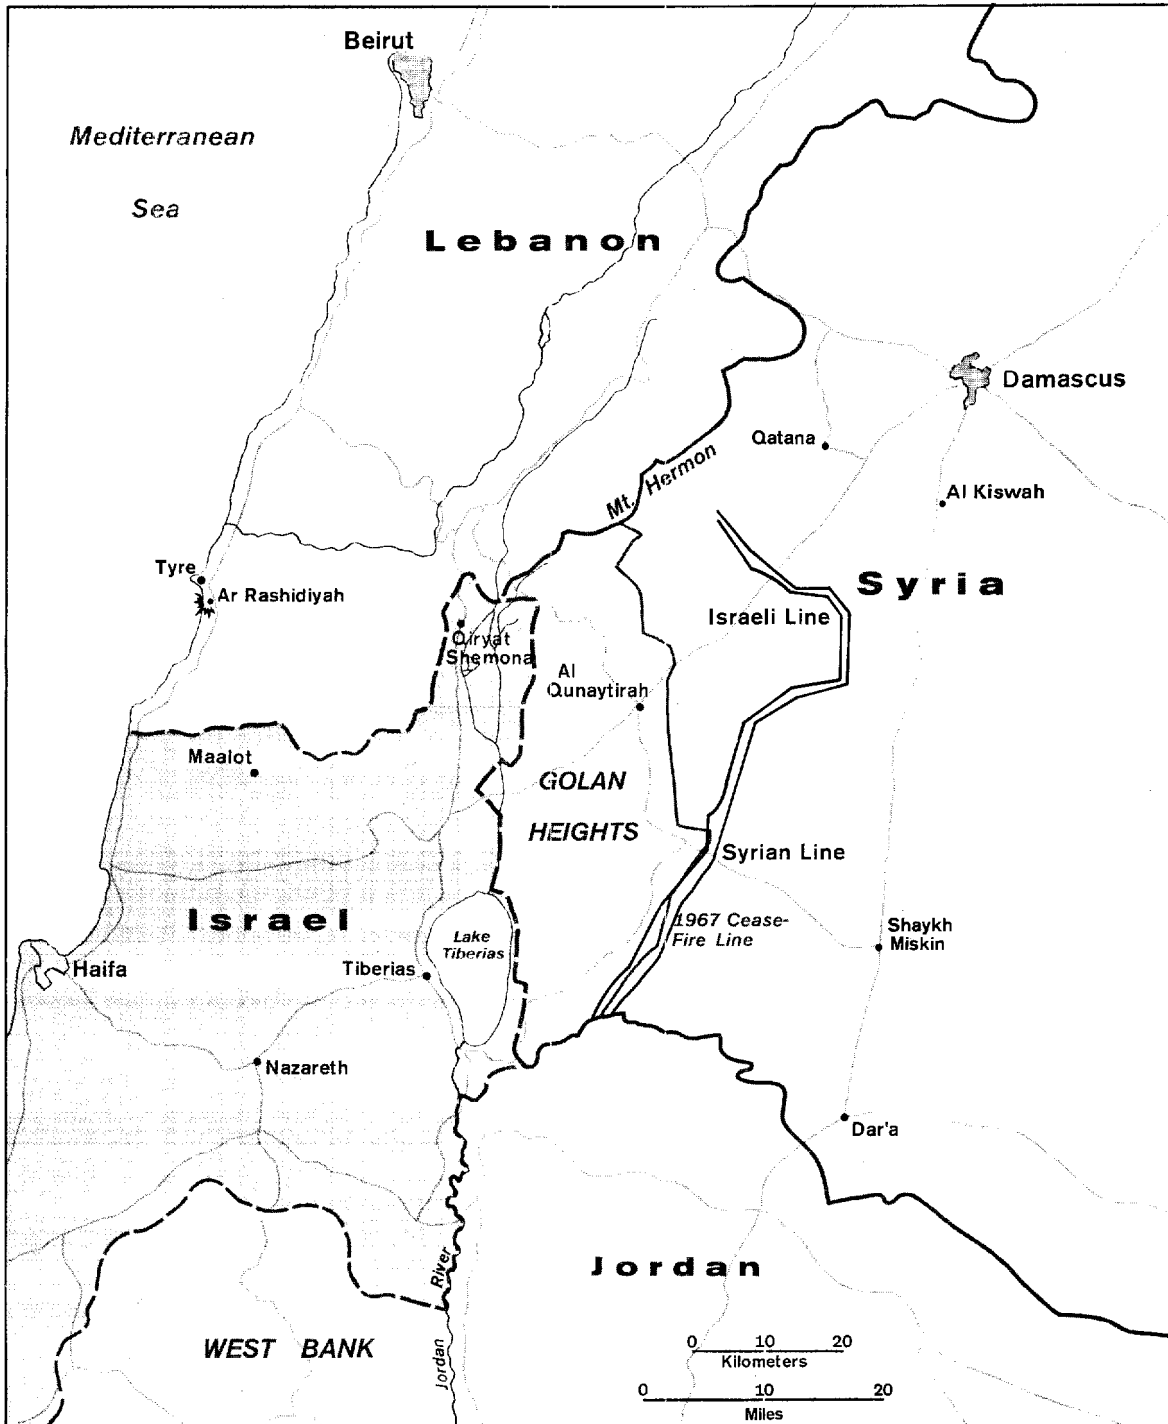 Beirut
Mediterranean
Sea
Lebanon
Damascus
Qatana
Mt. Hermon
Al Kiswah
Tyre
Ar Rashidiyah
Syria
Israeli Line
Qiryat
Shemona
Al
Qunaytirah
Maalot
GOLAN
HEIGHTS
Syrian Line
Israel
1967 Cease-
Fire Line
Shaykh
Miskin
Lake
Tiberias
Haifa
Tiberias
Nazareth
Dar'a
Jordan
Jordan River
WEST BANK
0 10 20
Kilometers
0 10 20
Miles